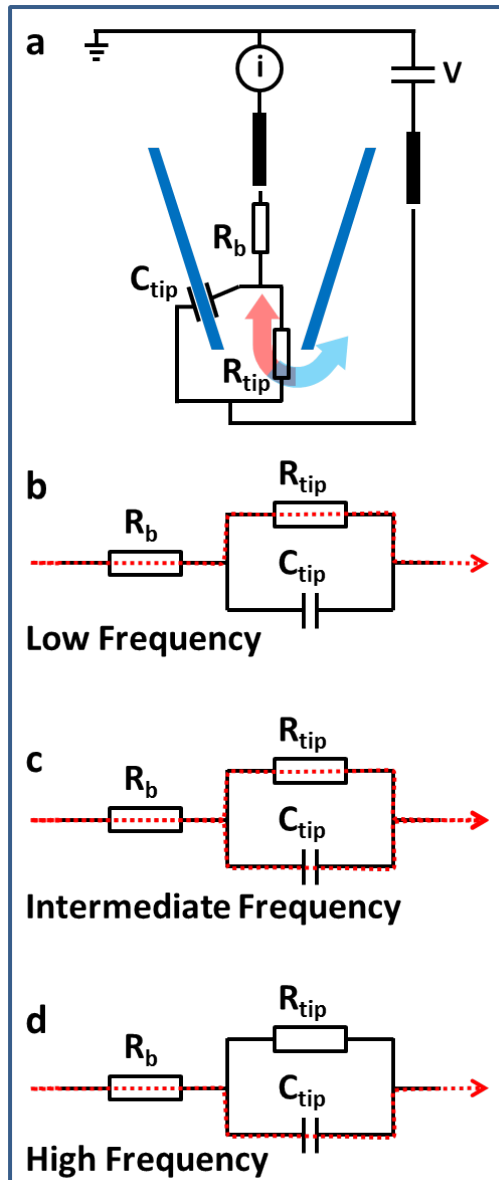 a
i
V
R_b
C_tip
R_tip
b
R_tip
R_b
C_tip
Low Frequency
c
R_tip
R_b
C_tip
Intermediate Frequency
d
R_tip
R_b
C_tip
High Frequency